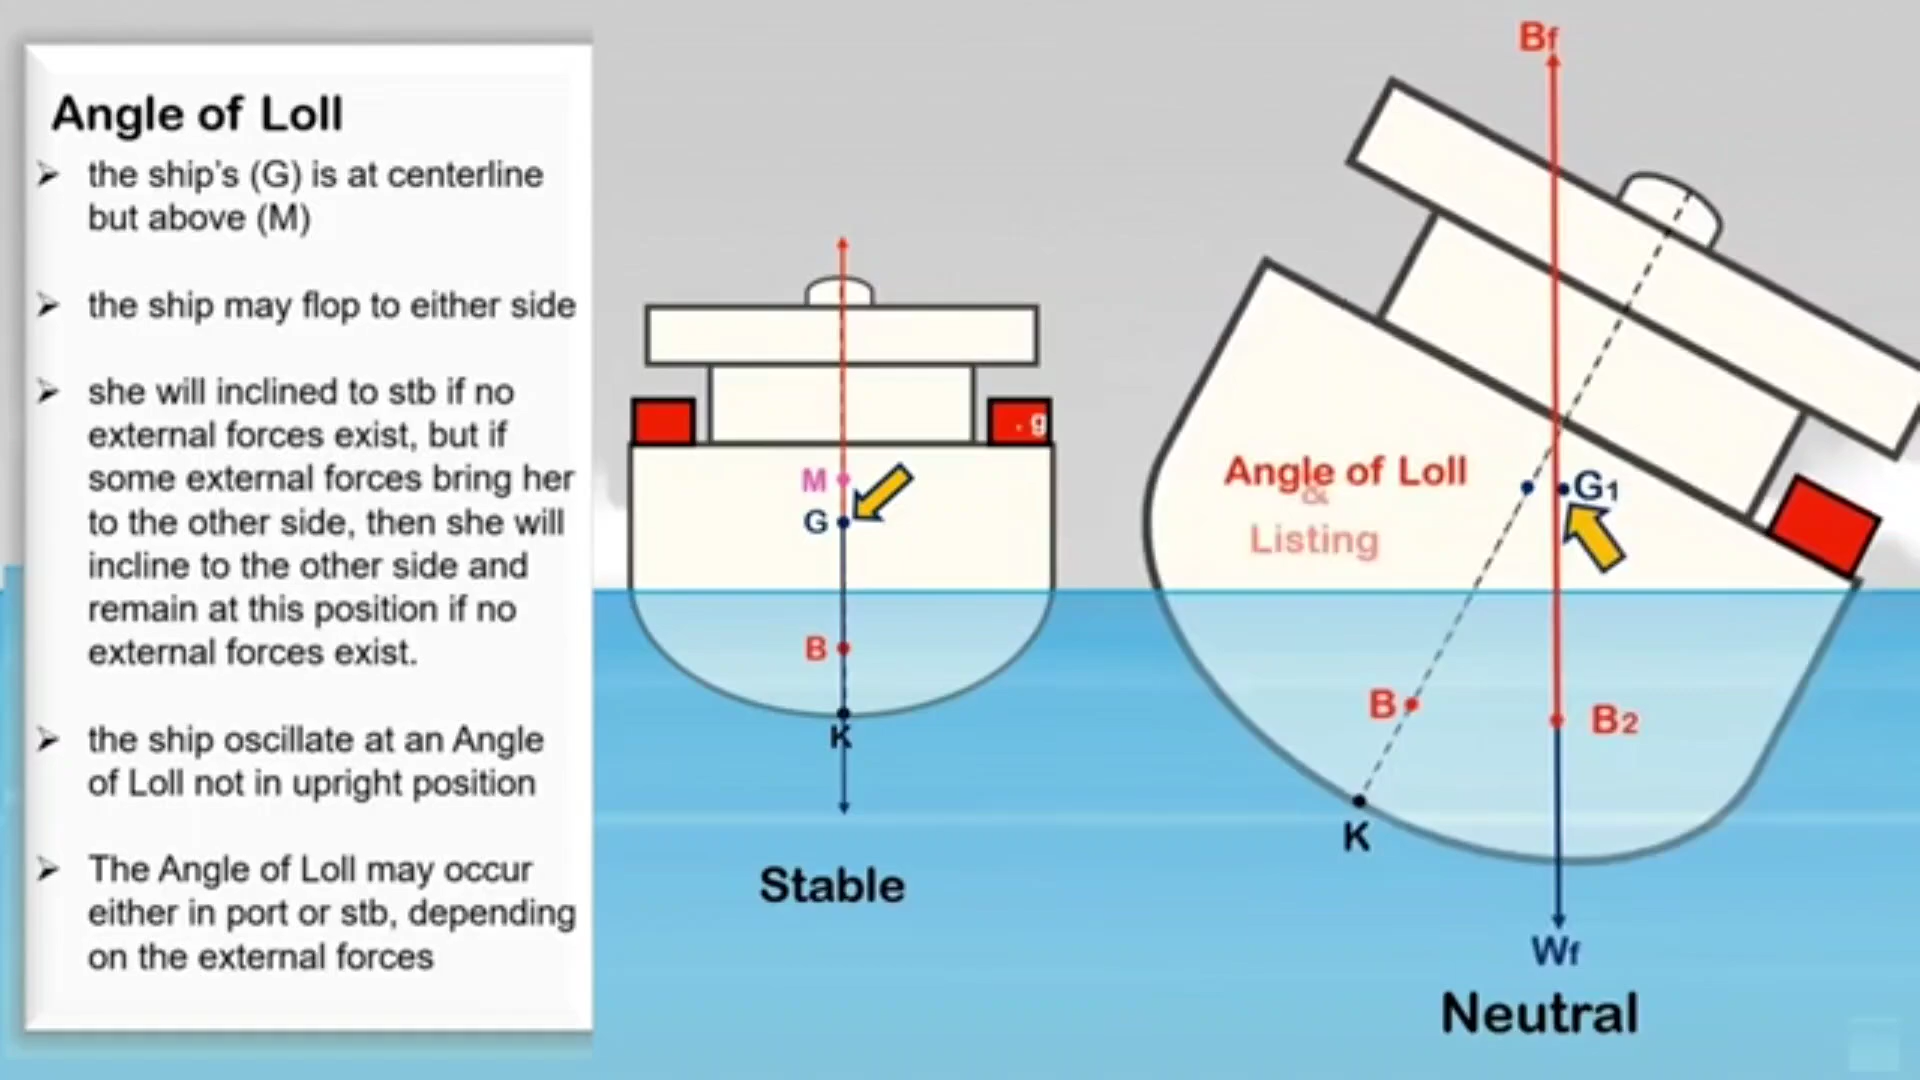 Angle of Loll
the ship's (G) is at centerline
but above (M)
the ship may flop to either side
she will inclined to stb if no
external forces exist, but if
some external forces bring her
to the other side, then she will
incline to the other side and
remain at this position if no
external forces exist.
the ship oscillate at an Angle
of Loll not in upright position
The Angle of Loll may occur
either in port or stb, depending
on the external forces
. g
M
G
B
K
Stable
Bf
Angle of Loll
&
Listing
G1
B
B2
K
Wf
Neutral